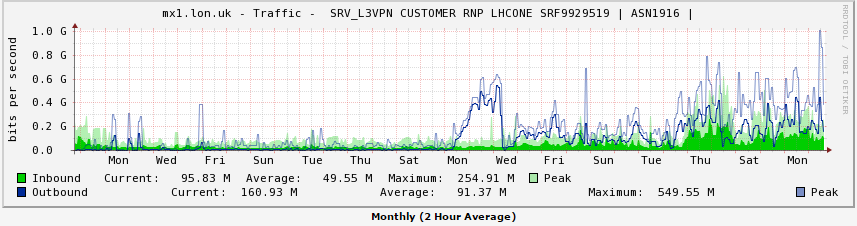 mx1.lon.uk - Traffic - SRV_L3VPN CUSTOMER RNP LHCONE SRF9929519 | ASN1916 |
RRDTOOL / TOBI OETIKER
bits per second
1.0 G
0.8 G
0.6 G
0.4 G
0.2 G
0.0
Mon Wed Fri Sun Tue Thu Sat Mon Wed Fri Sun Tue Thu Sat Mon
Inbound Current: 95.83 M Average: 49.55 M Maximum: 254.91 M Peak
Outbound Current: 160.93 M Average: 91.37 M Maximum: 549.55 M Peak
Monthly (2 Hour Average)